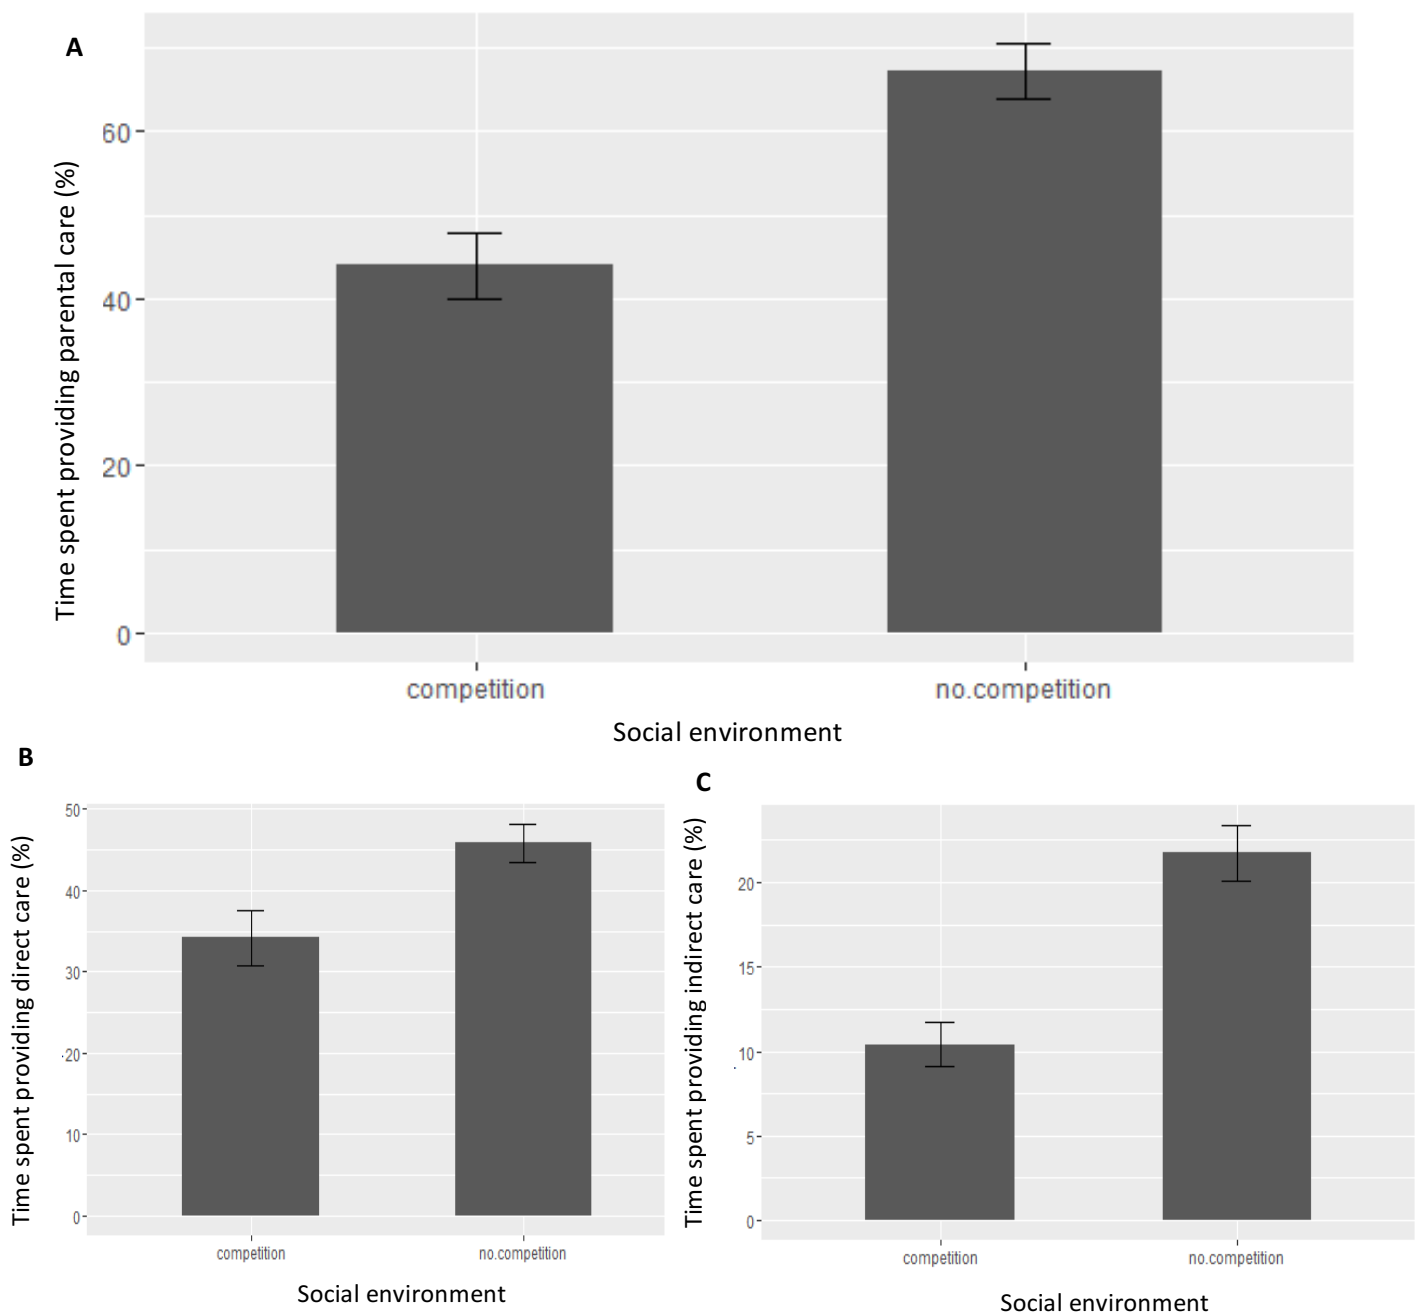 A
Time spent providing parental care (%)
60
40
20
0
competition no.competition
Social environment
B
Time spent providing direct care (%)
50
40
30
20
10
0
competition no.competition
Social environment
C
Time spent providing indirect care (%)
20
15
10
5
0
competition no.competition
Social environment